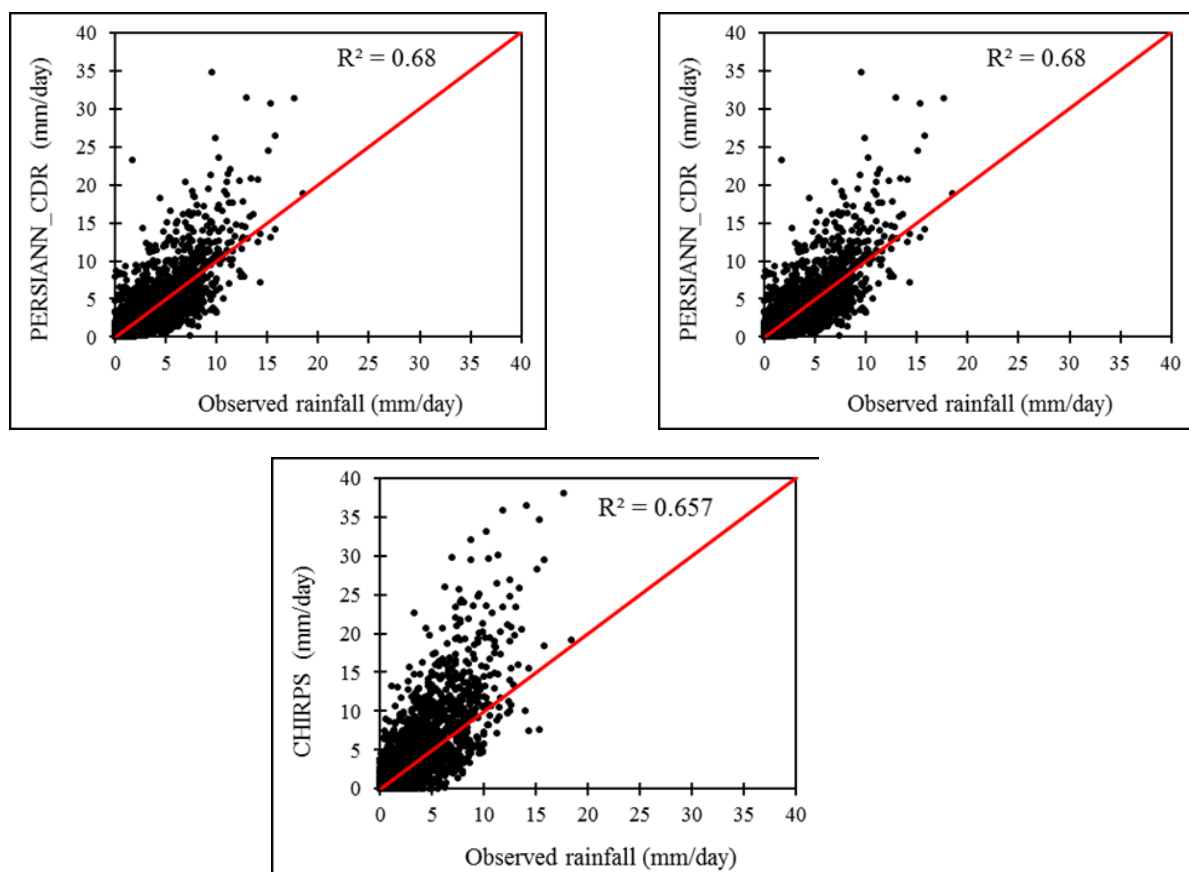 R² = 0.68
PERSIANN_CDR (mm/day)
40
35
30
25
20
15
10
5
0
0 5 10 15 20 25 30 35 40
Observed rainfall (mm/day)
R² = 0.68
PERSIANN_CDR (mm/day)
40
35
30
25
20
15
10
5
0
0 5 10 15 20 25 30 35 40
Observed rainfall (mm/day)
R² = 0.657
CHIRPS (mm/day)
40
35
30
25
20
15
10
5
0
0 5 10 15 20 25 30 35 40
Observed rainfall (mm/day)